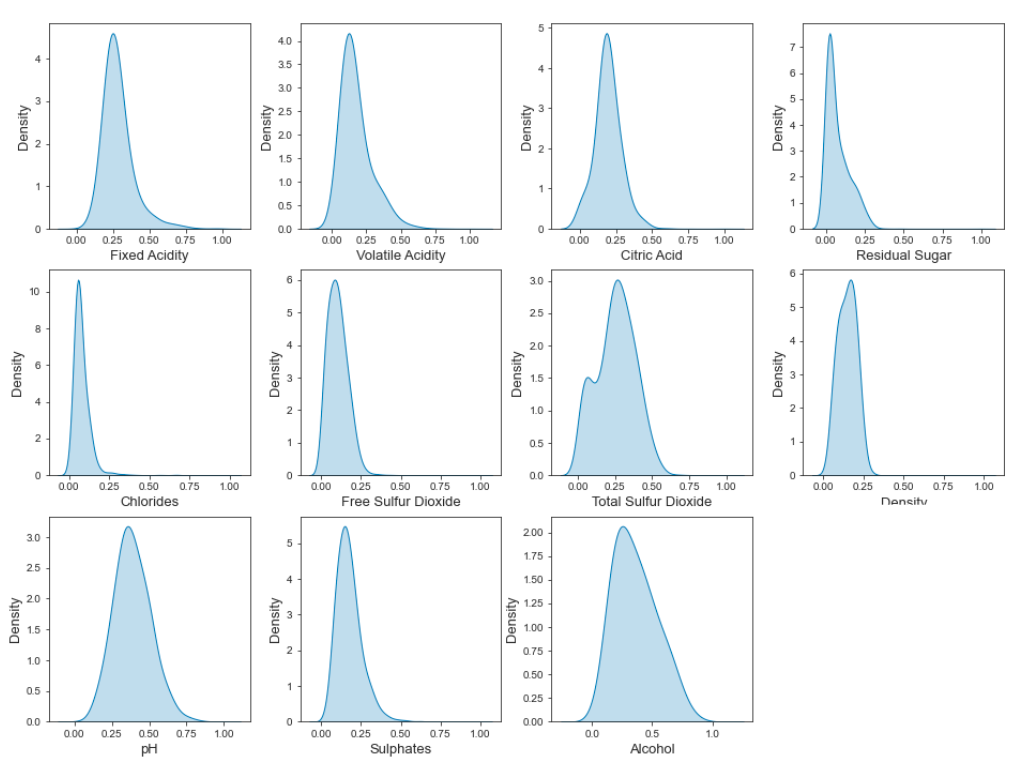 Density
4
3
2
1
0
0.00 0.25 0.50 0.75 1.00
Fixed Acidity
Density
4.0
3.5
3.0
2.5
2.0
1.5
1.0
0.5
0.0
0.00 0.25 0.50 0.75 1.00
Volatile Acidity
Density
5
4
3
2
1
0
0.00 0.25 0.50 0.75 1.00
Citric Acid
Density
7
6
5
4
3
2
1
0
0.00 0.25 0.50 0.75 1.00
Residual Sugar
Density
10
8
6
4
2
0
0.00 0.25 0.50 0.75 1.00
Chlorides
Density
6
5
4
3
2
1
0
0.00 0.25 0.50 0.75 1.00
Free Sulfur Dioxide
Density
3.0
2.5
2.0
1.5
1.0
0.5
0.0
0.00 0.25 0.50 0.75 1.00
Total Sulfur Dioxide
Density
6
5
4
3
2
1
0
0.00 0.25 0.50 0.75 1.00
Density
Density
3.0
2.5
2.0
1.5
1.0
0.5
0.0
0.00 0.25 0.50 0.75 1.00
pH
Density
5
4
3
2
1
0
0.00 0.25 0.50 0.75 1.00
Sulphates
Density
2.00
1.75
1.50
1.25
1.00
0.75
0.50
0.25
0.00
0.0 0.5 1.0
Alcohol